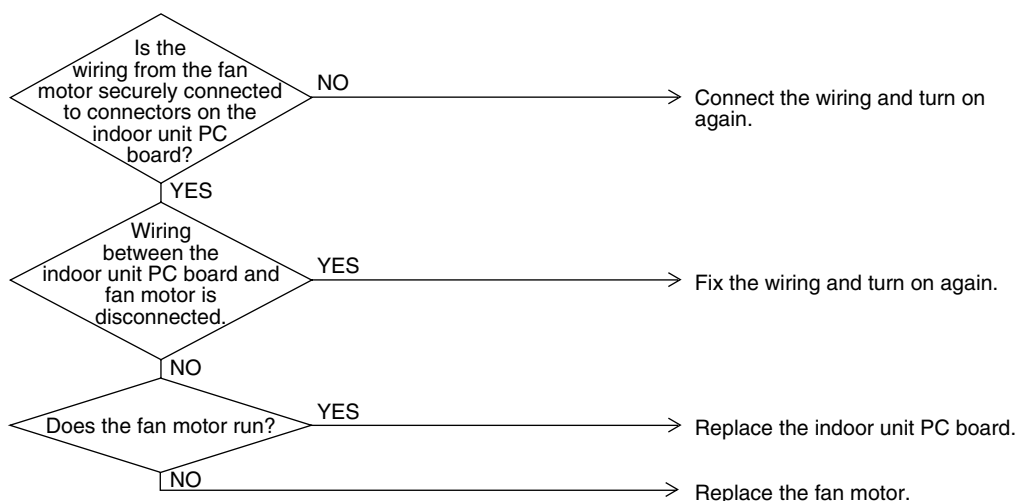 Is the
wiring from the fan
motor securely connected
to connectors on the
indoor unit PC
board?
NO
Connect the wiring and turn on
again.
YES
Wiring
between the
indoor unit PC board and
fan motor is
disconnected.
YES
Fix the wiring and turn on again.
NO
Does the fan motor run?
YES
Replace the indoor unit PC board.
NO
Replace the fan motor.